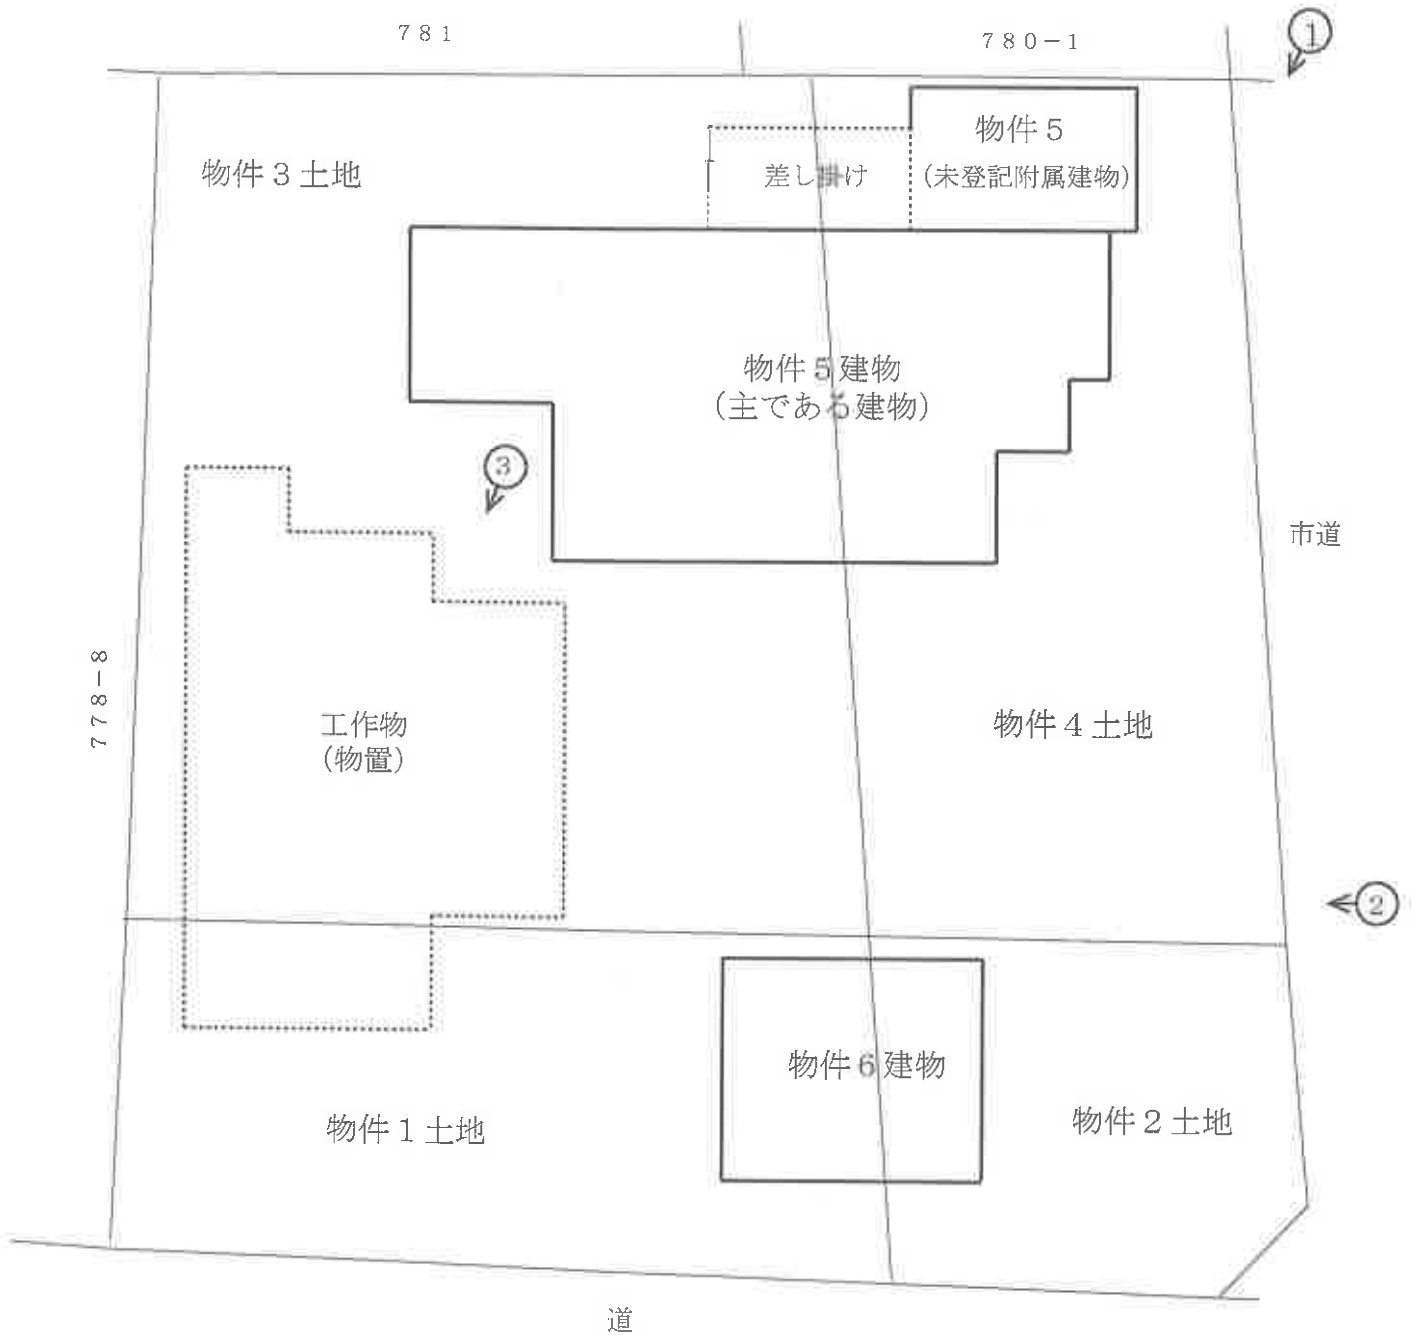 781
780-1
①
物件5
物件3土地
差し掛け
(未登記附属建物)
物件5建物
(主である建物)
③
市道
778-8
工作物
(物置)
物件4土地
②
物件6建物
物件1土地
物件2土地
道